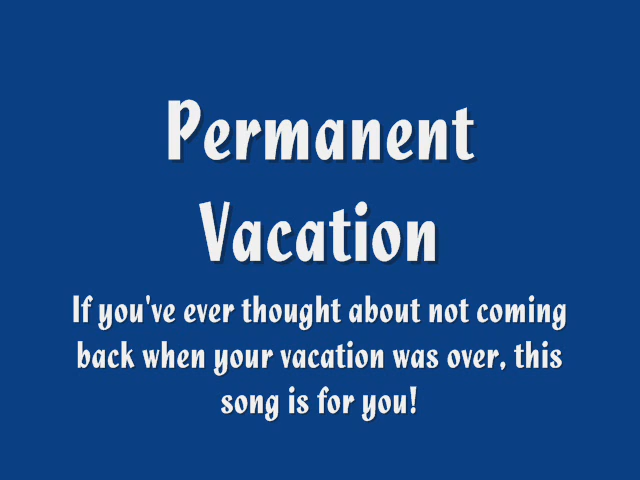 Permanent
Vacation
If you've ever thought about not coming
back when your vacation was over, this
song is for you!